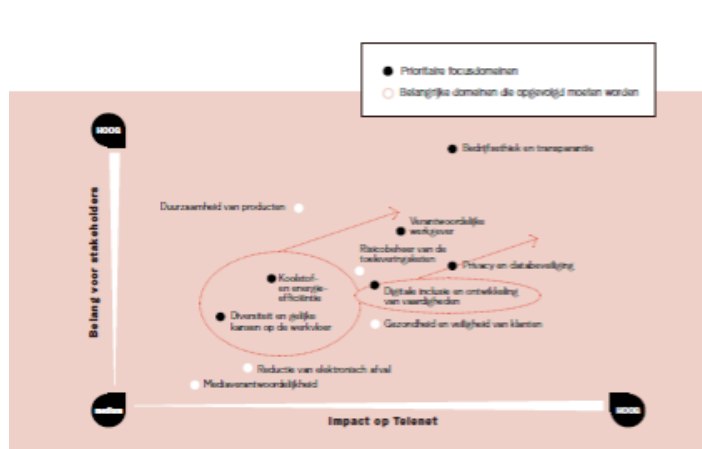 Prioritaire focusdomeinen
Belangrijke domeinen die opgevolgd moeten worden
HOOG
Bedrijfsethiek en transparantie
Duurzaamheid van producten
Verantwoordelijke
werkgever
Risicobeheer van de
toeleveringsketen
Privacy en databeveiliging
Koolstof-
en energie-
efficiëntie
Digitale inclusie en ontwikkeling
van vaardigheden
Diversiteit en gelijke
kansen op de werkvloer
Gezondheid en veiligheid van klanten
Reductie van elektronisch afval
Mediaverantwoordelijkheid
Belang voor stakeholders
medium
HOOG
Impact op Telenet